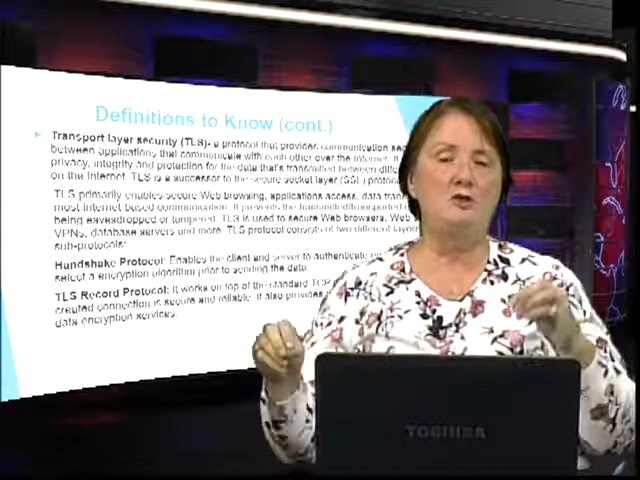 Definitions to Know (cont.)
Transport layer security (TLS)- a protocol that provides communication
between applications that communicate with each other over the Internet. It
privacy, integrity and protection for the data that's transmitted between
on the Internet. TLS is a successor to the secure socket layer (SSL)
TLS primarily enables secure Web browsing, applications access, data
most Internet based communication. It prevents the transmitted/transported
being eavesdropped or tampered. TLS is used to secure Web browsers, Web
VPNs, database servers and more. TLS protocol consists of two different
sub-protocols:
Handshake Protocol: Enables the client and server to authenticate
select a encryption algorithm prior to sending the data
TLS Record Protocol: It works on top of the standard TCP
created connection is secure and reliable. It also provides
data encryption services.
TOSHIBA